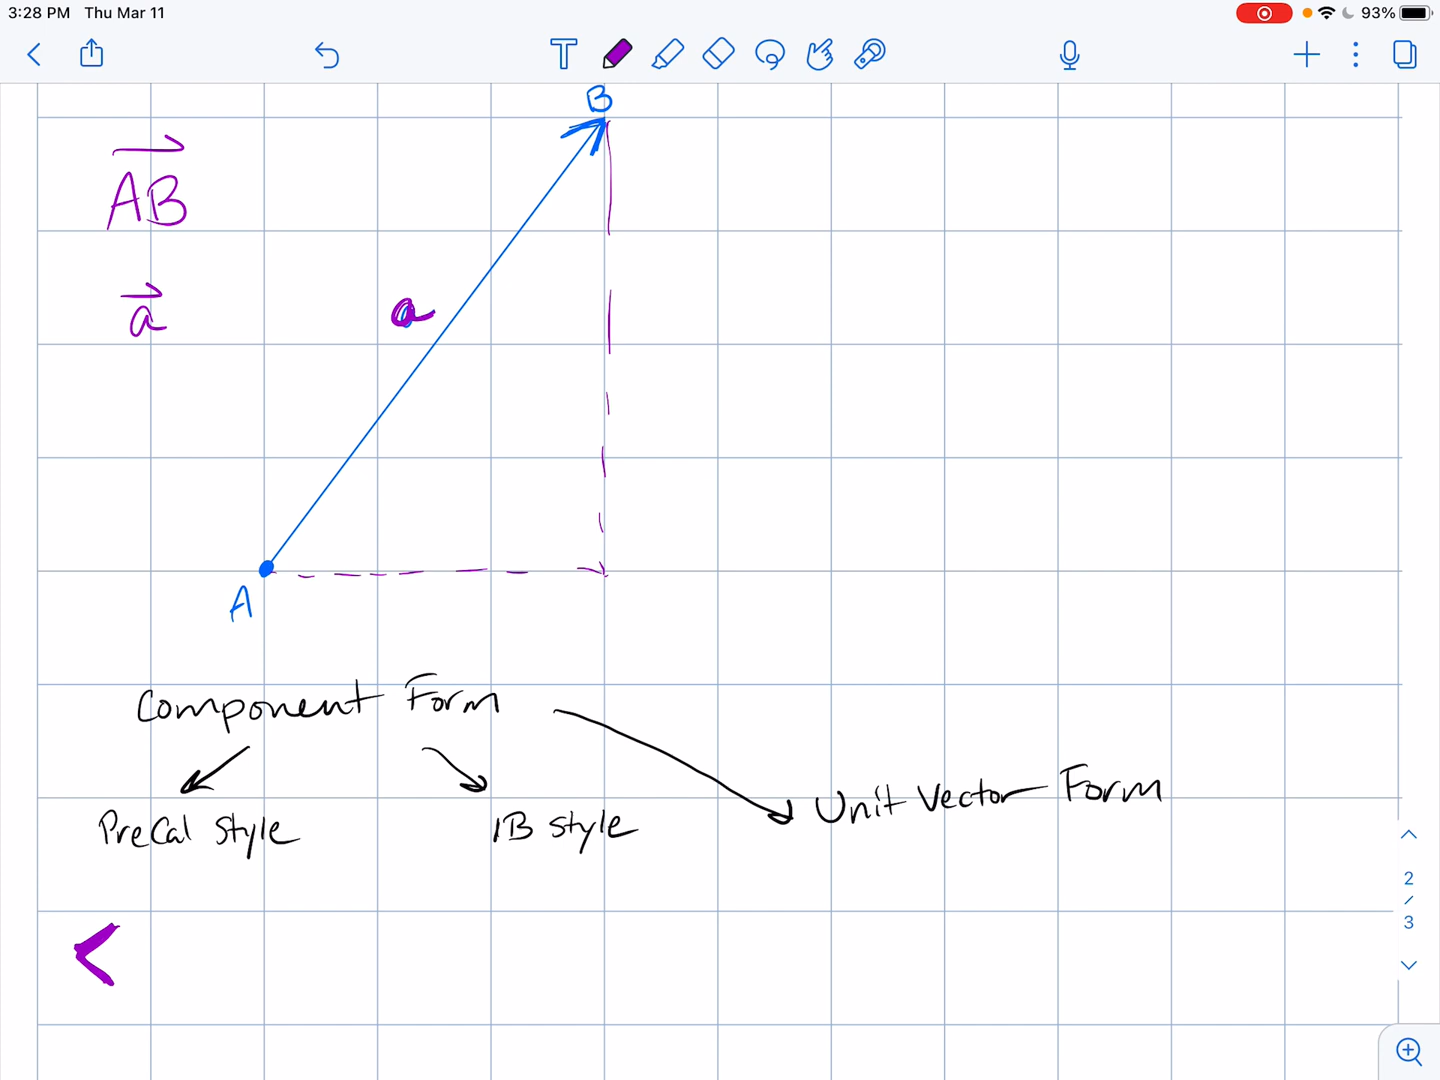 3:28 PM Thu Mar 11
93%
T
B
AB
a
a
A
Component Form
PreCal Style
IB style
Unit Vector Form
2
/
3
<